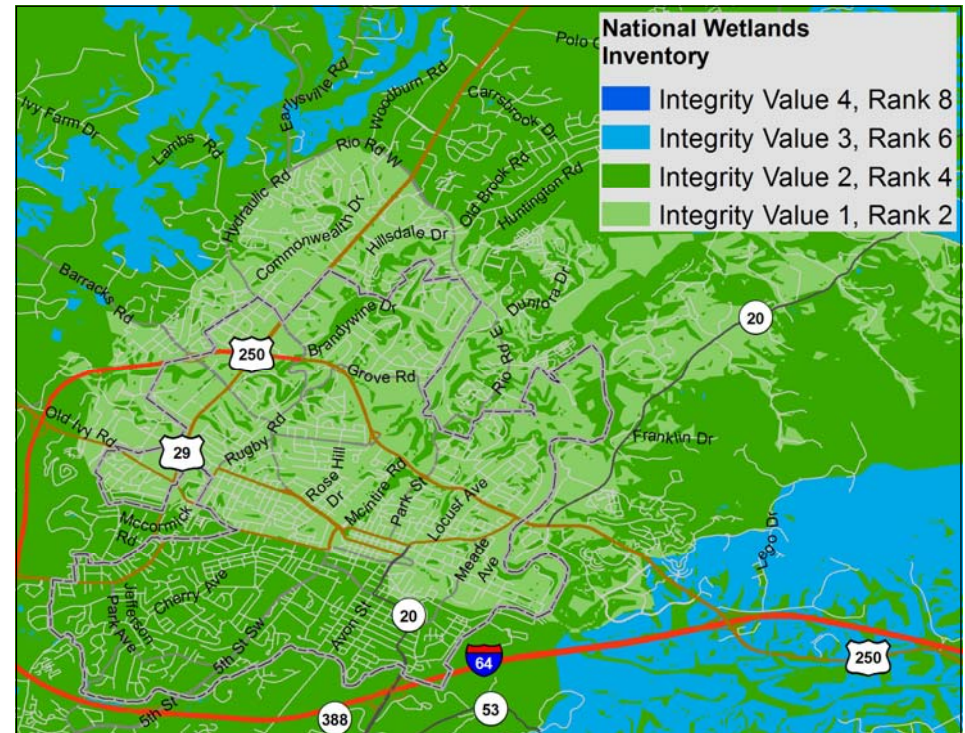 National Wetlands
Inventory
Integrity Value 4, Rank 8
Integrity Value 3, Rank 6
Integrity Value 2, Rank 4
Integrity Value 1, Rank 2
Polo
Ivy Farm Dr
Lambs Rd
Earlysville Rd
Woodburn Rd
Carrsbrook Dr
Rio Rd W
Old Brook Rd
Huntington Rd
Hydraulic Rd
Commonwealth Dr
Hillsdale Dr
Barracks Rd
Brandywine Dr
Rio Rd E
20
250
Grove Rd
Old Ivy Rd
29
Rugby Rd
Rose Hill
Dr
Mcintire Rd
Park St
Locust Ave
Franklin Dr
Mccormick
Rd
Meade
Ave
Lego Dr
Jefferson
Park Ave
Cherry Ave
5th St Sw
Avon St
20
64
250
5th St
388
53